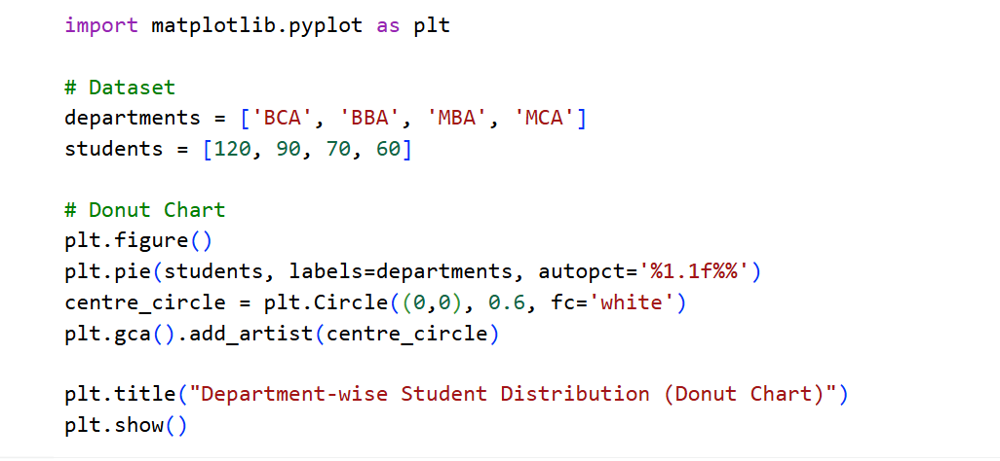 import matplotlib.pyplot as plt
# Dataset
departments = ['BCA', 'BBA', 'MBA', 'MCA']
students = [120, 90, 70, 60]
# Donut Chart
plt.figure()
plt.pie(students, labels=departments, autopct='%1.1f%%')
centre_circle = plt.Circle((0,0), 0.6, fc='white')
plt.gca().add_artist(centre_circle)
plt.title("Department-wise Student Distribution (Donut Chart)")
plt.show()